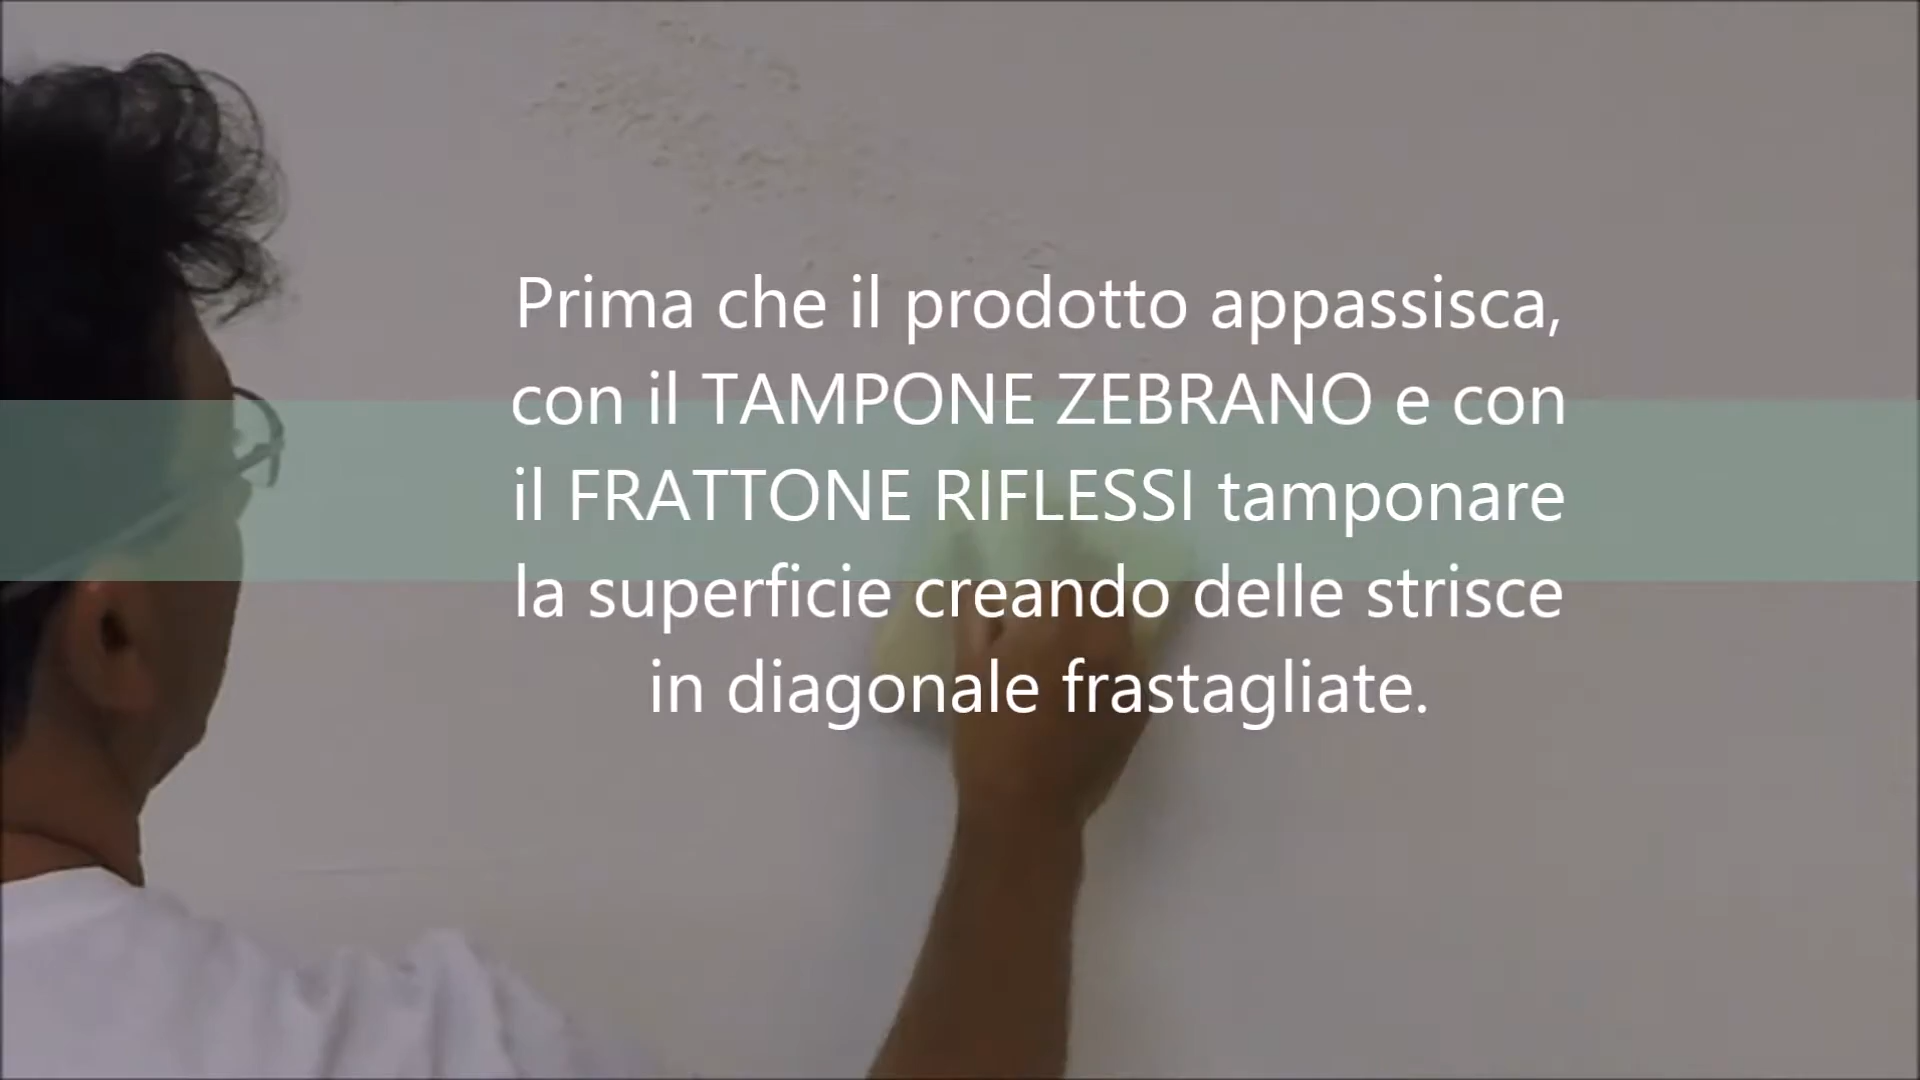 Prima che il prodotto appassisca,
con il TAMPONE ZEBRANO e con
il FRATTONE RIFLESSI tamponare
la superficie creando delle strisce
in diagonale frastagliate.